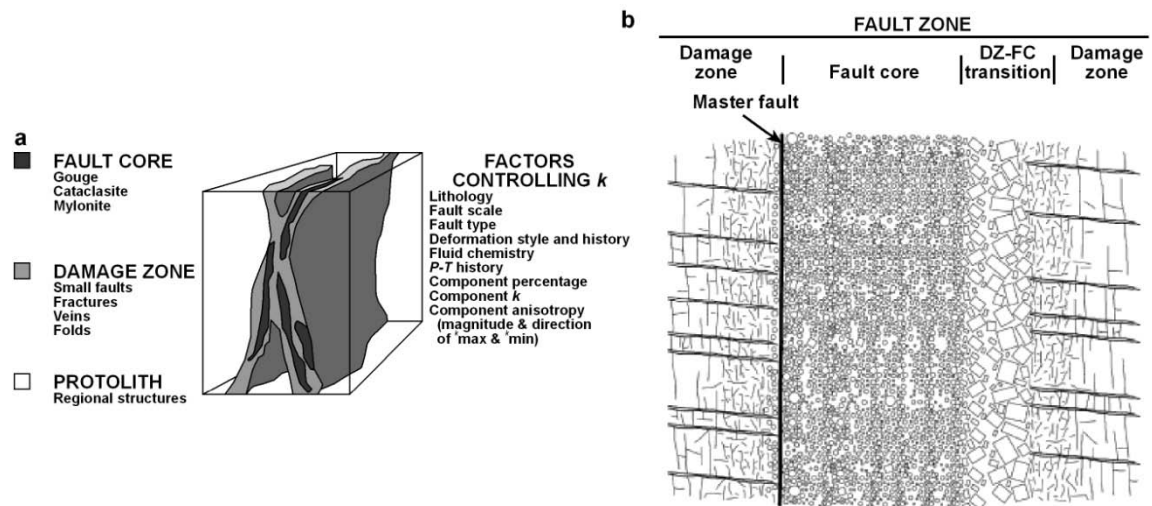 a
FAULT CORE
Gouge
Cataclasite
Mylonite
DAMAGE ZONE
Small faults
Fractures
Veins
Folds
PROTOLITH
Regional structures
FACTORS
CONTROLLING k
Lithology
Fault scale
Fault type
Deformation style and history
Fluid chemistry
P-T history
Component percentage
Component k
Component anisotropy
(magnitude & direction
of kmax & kmin)
b
FAULT ZONE
Damage
zone
Fault core
DZ-FC
transition
Damage
zone
Master fault